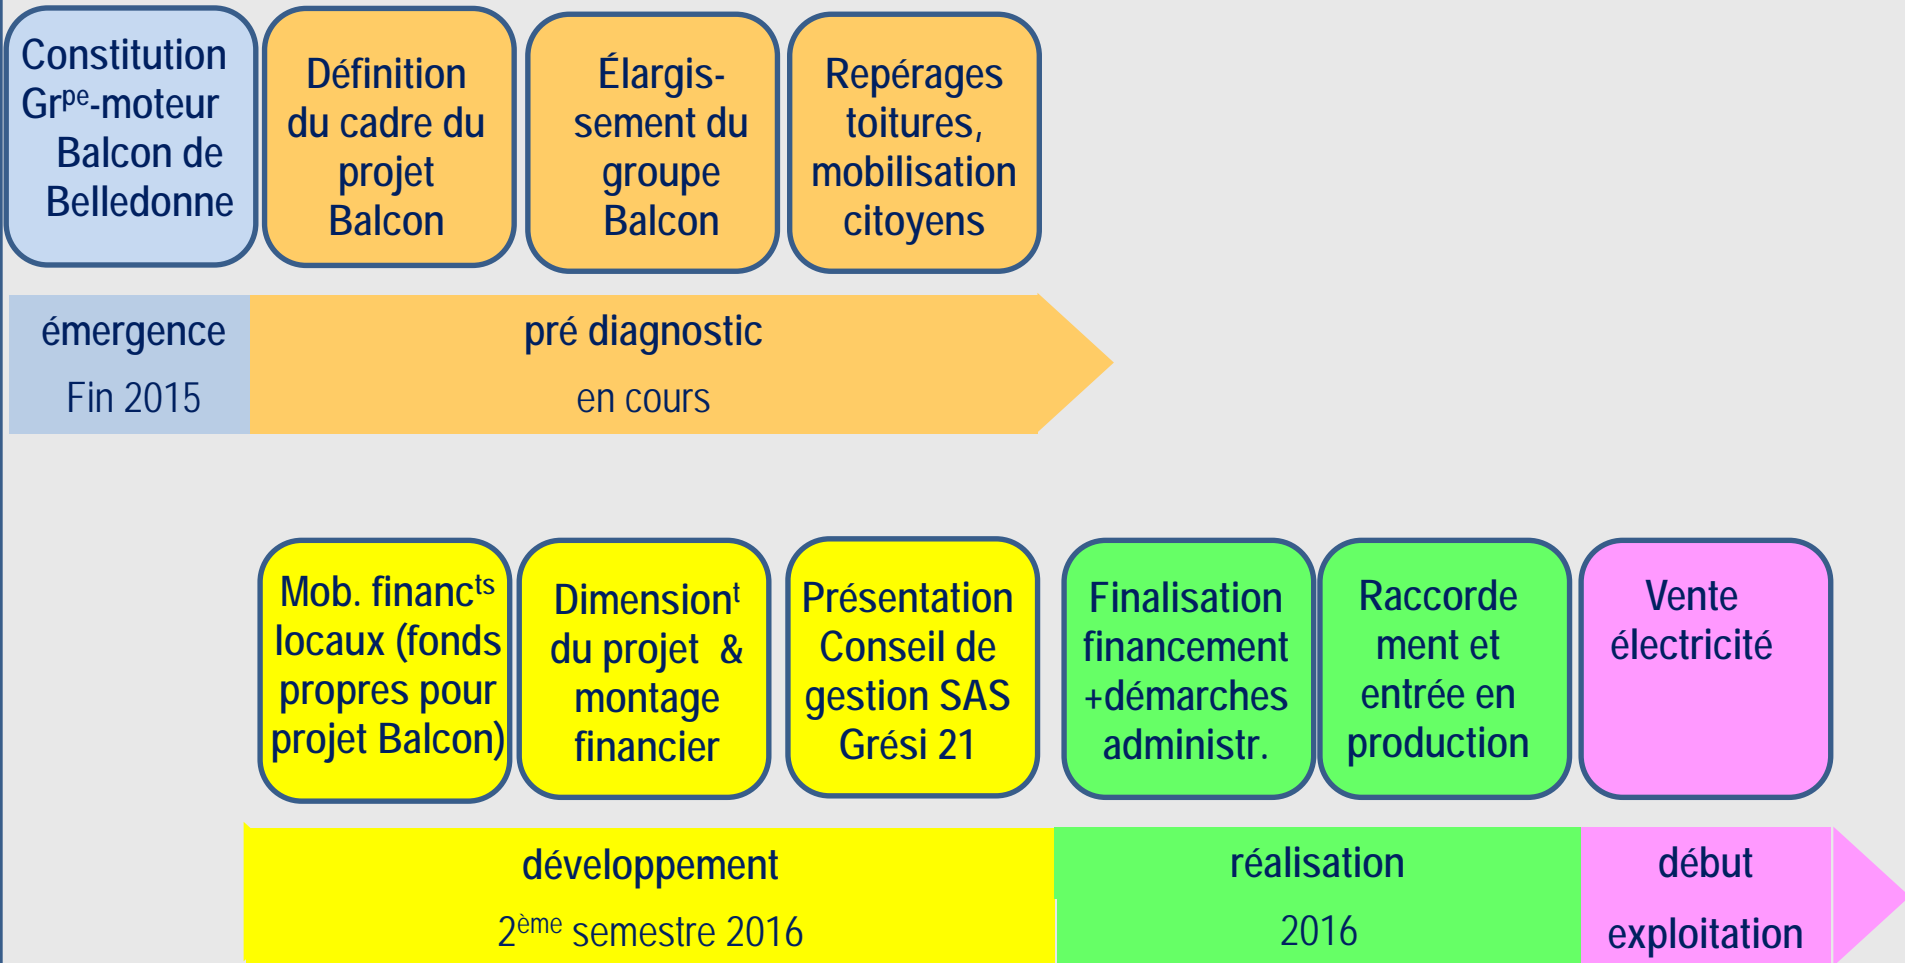 Constitution
Grpe-moteur
Balcon de
Belledonne
Définition
du cadre du
projet
Balcon
Élargis-
sement du
groupe
Balcon
Repérages
toitures,
mobilisation
citoyens
émergence
Fin 2015
pré diagnostic
en cours
Mob. financts
locaux (fonds
propres pour
projet Balcon)
Dimensiont
du projet &
montage
financier
Présentation
Conseil de
gestion SAS
Grési 21
Finalisation
financement
+démarches
administr.
Raccorde
ment et
entrée en
production
Vente
électricité
développement
2ème semestre 2016
réalisation
2016
début
exploitation